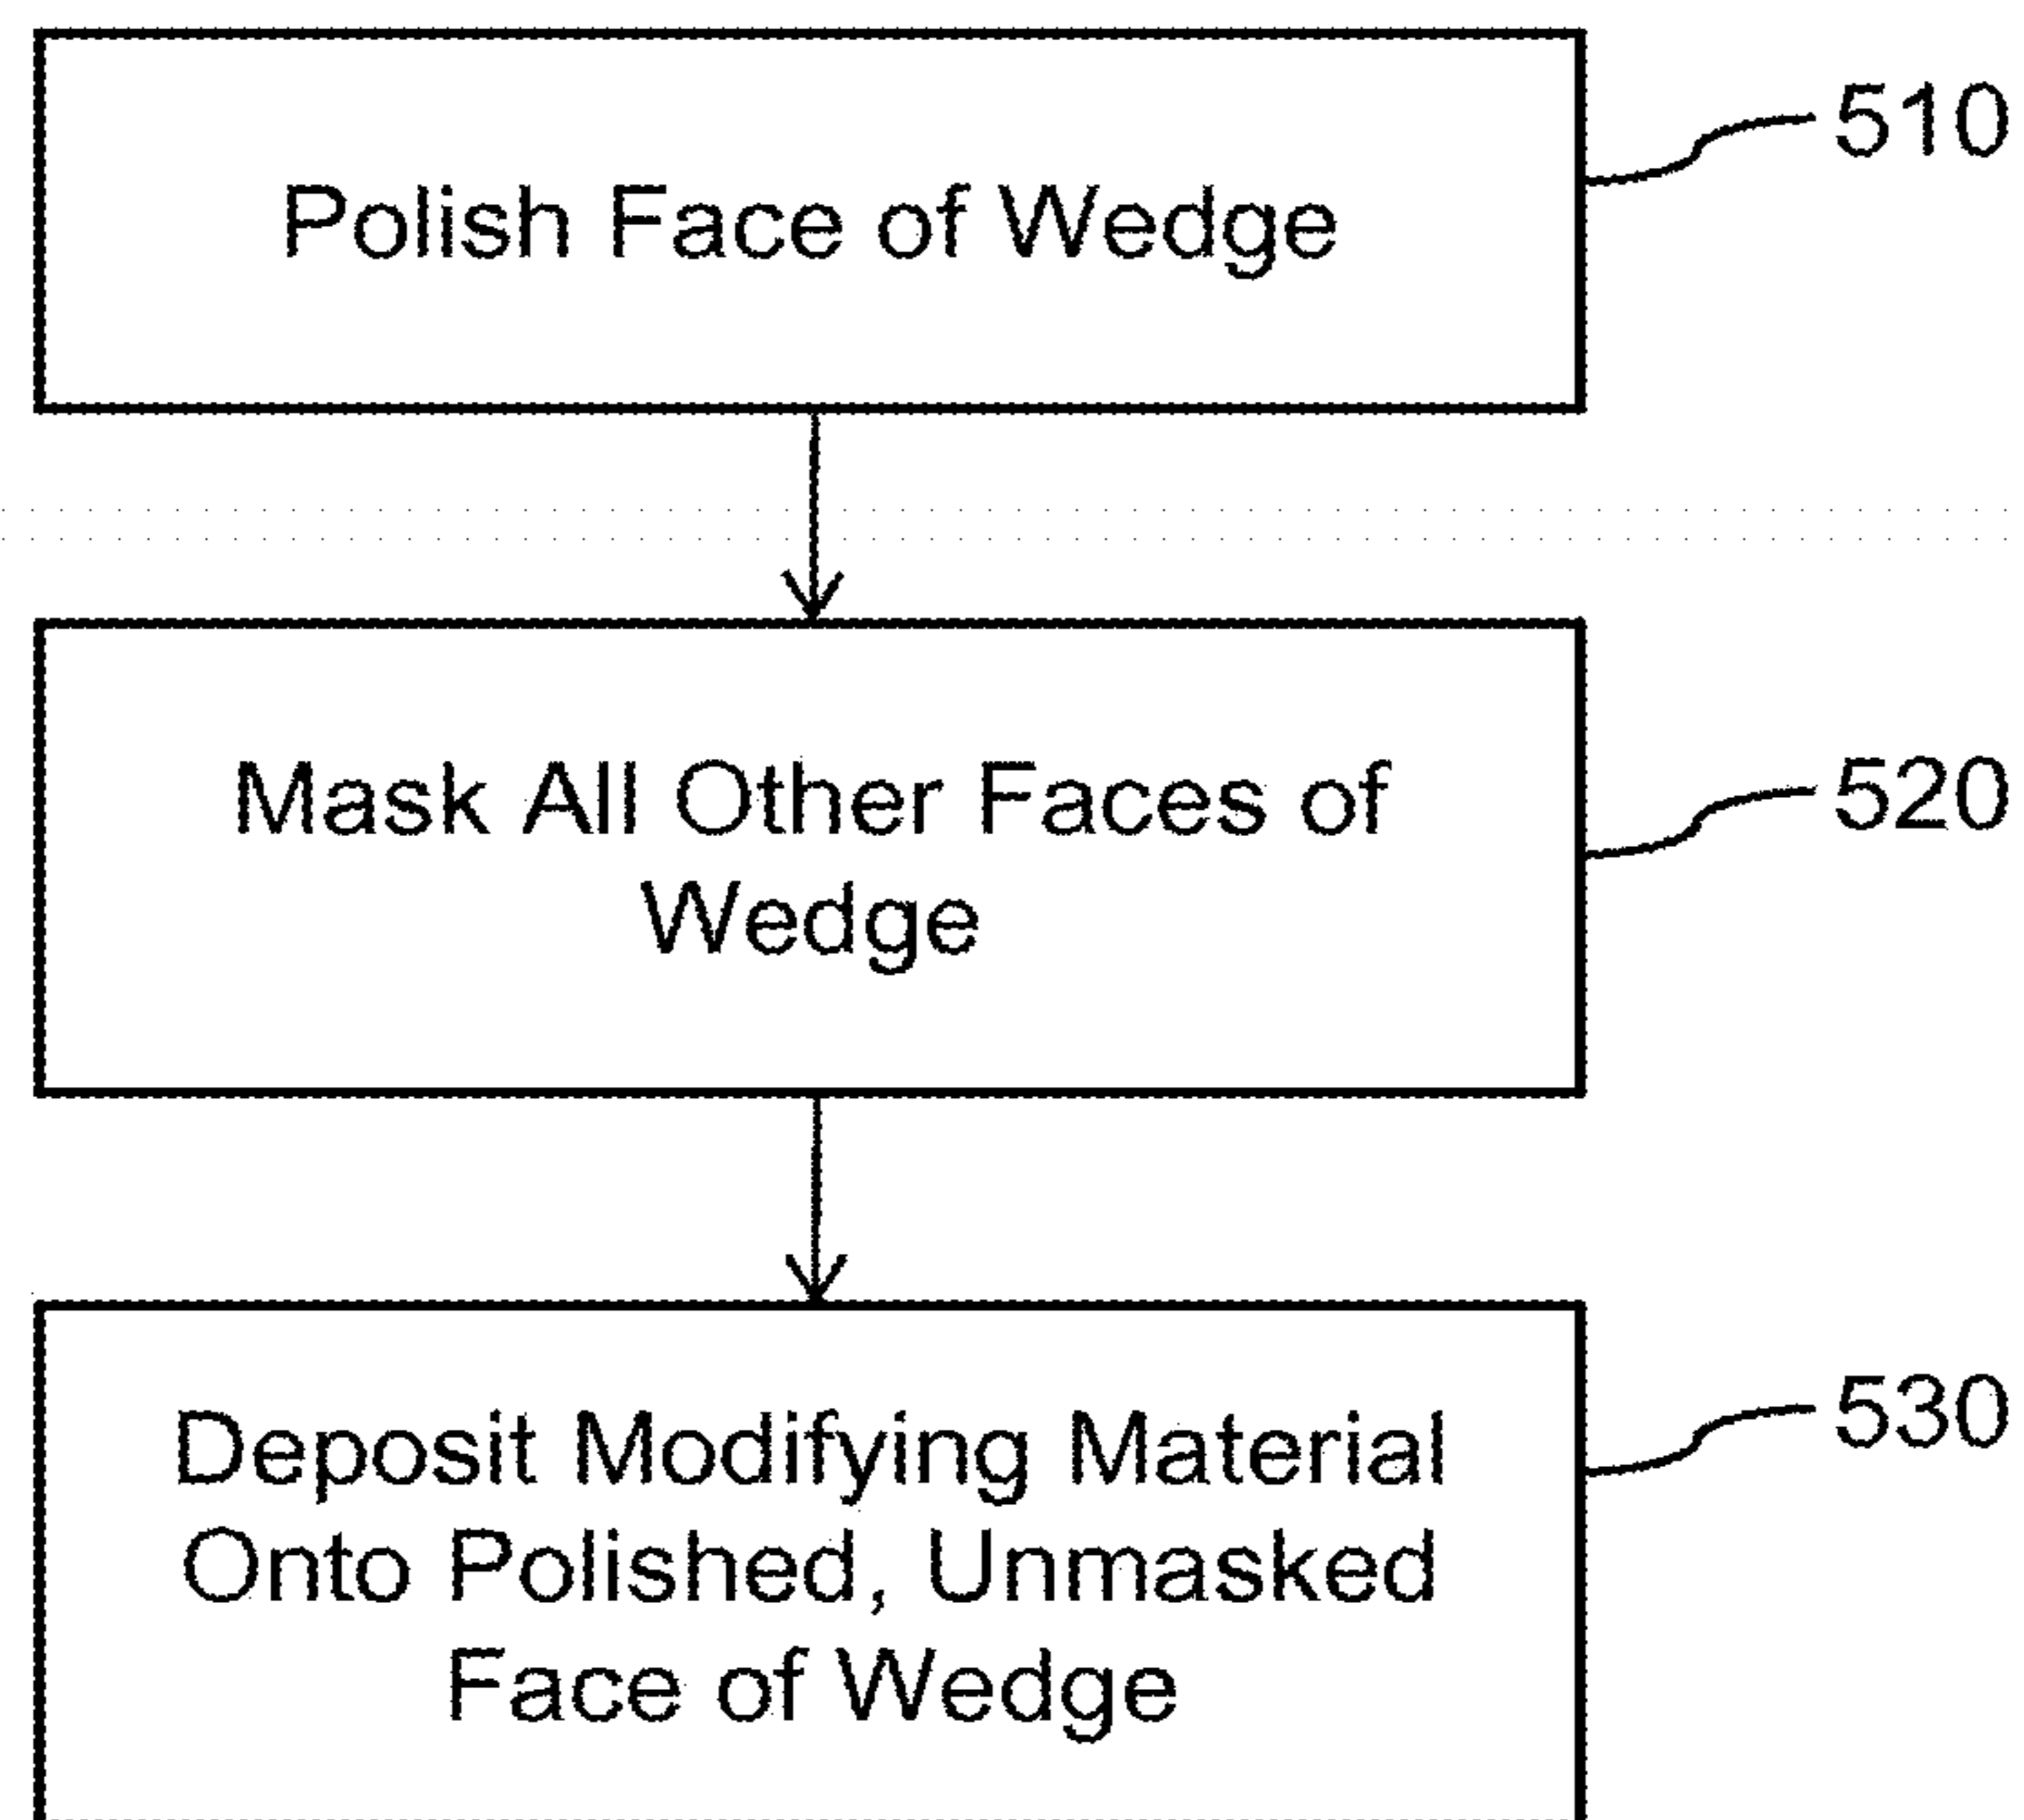 Polish Face of Wedge
510
Mask All Other Faces of
Wedge
520
Deposit Modifying Material
Onto Polished, Unmasked
Face of Wedge
530